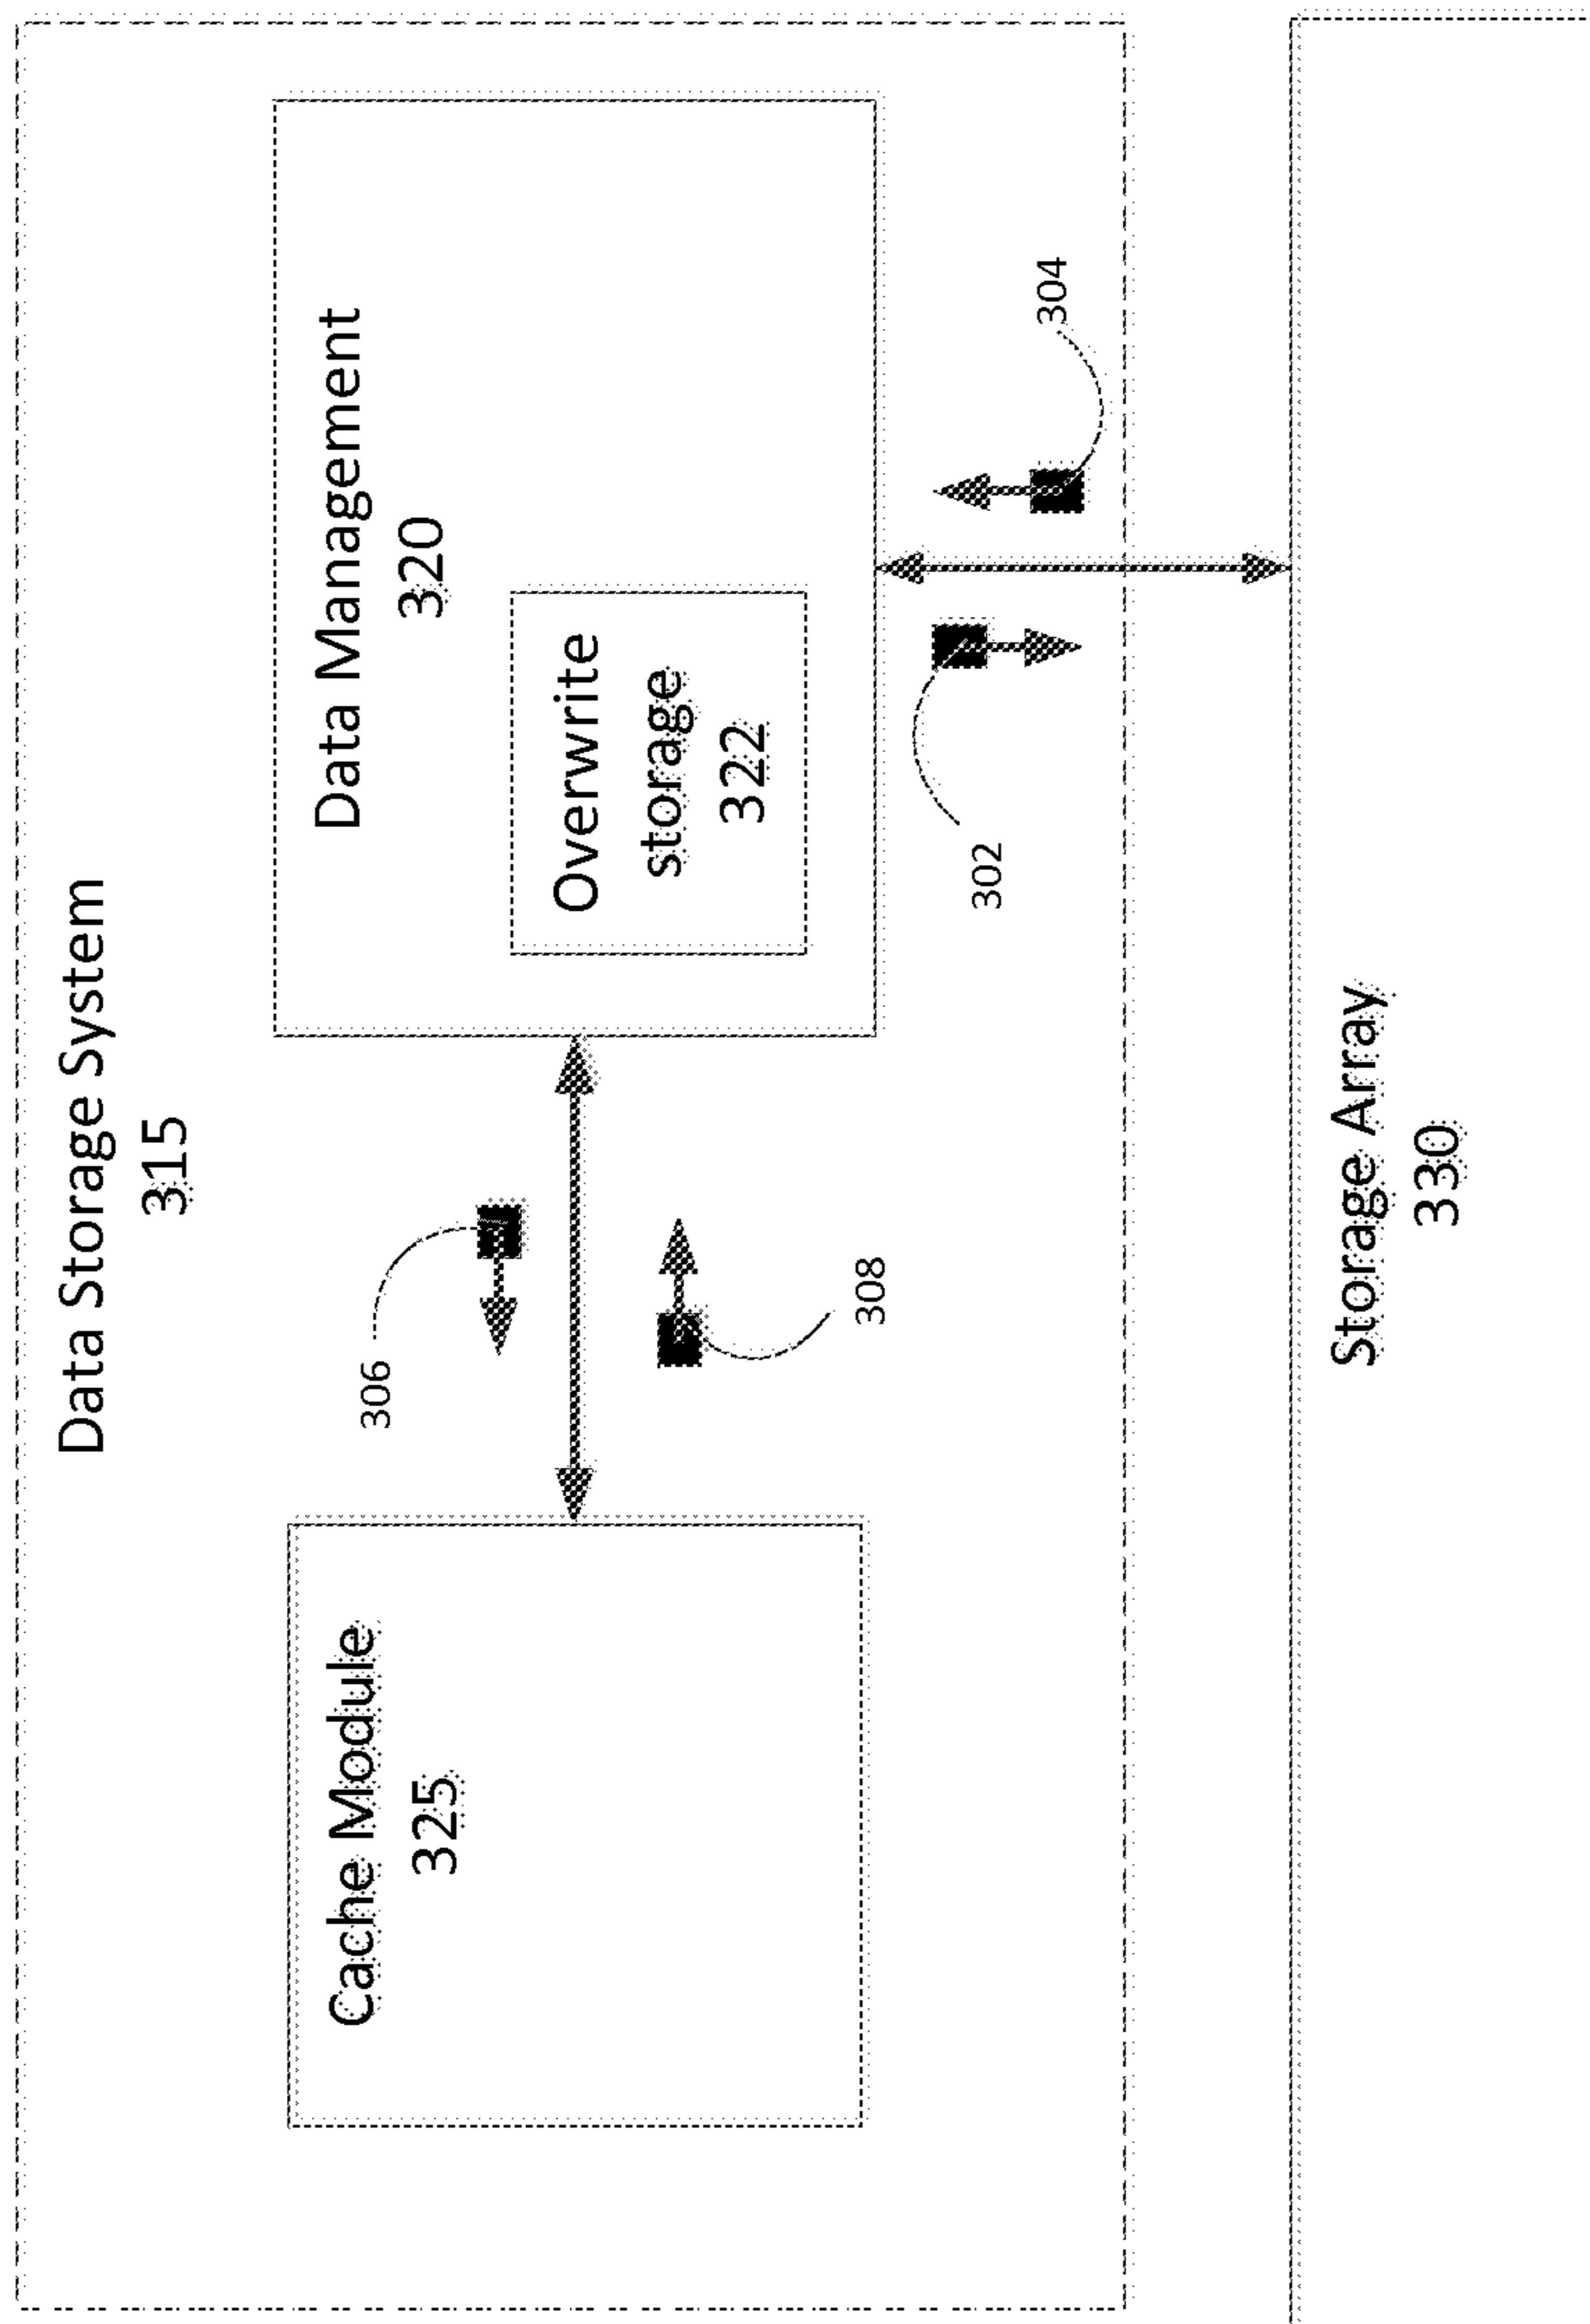 Data Storage System
315
Cache Module
325
306
308
Data Management
320
Overwrite
storage
322
302
304
Storage Array
330